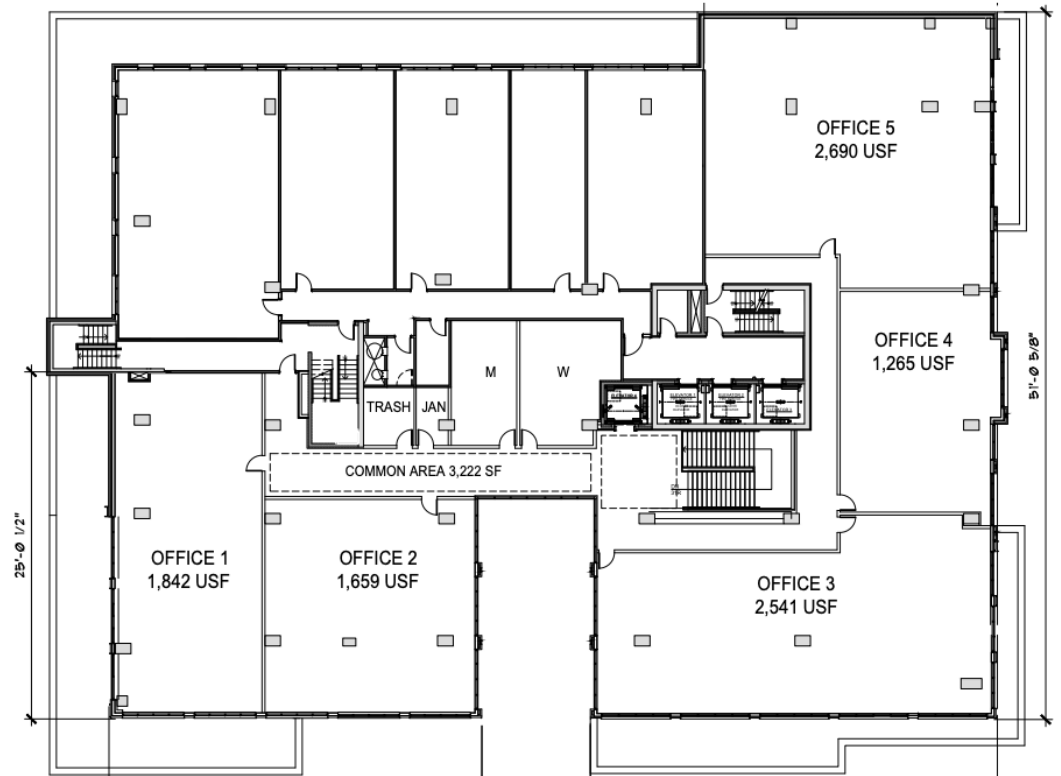 OFFICE 5
2,690 USF
OFFICE 4
1,265 USF
51'-Ø 5/8"
M
W
TRASH
JAN
COMMON AREA 3,222 SF
25'-Ø 1/2"
OFFICE 1
1,842 USF
OFFICE 2
1,659 USF
OFFICE 3
2,541 USF